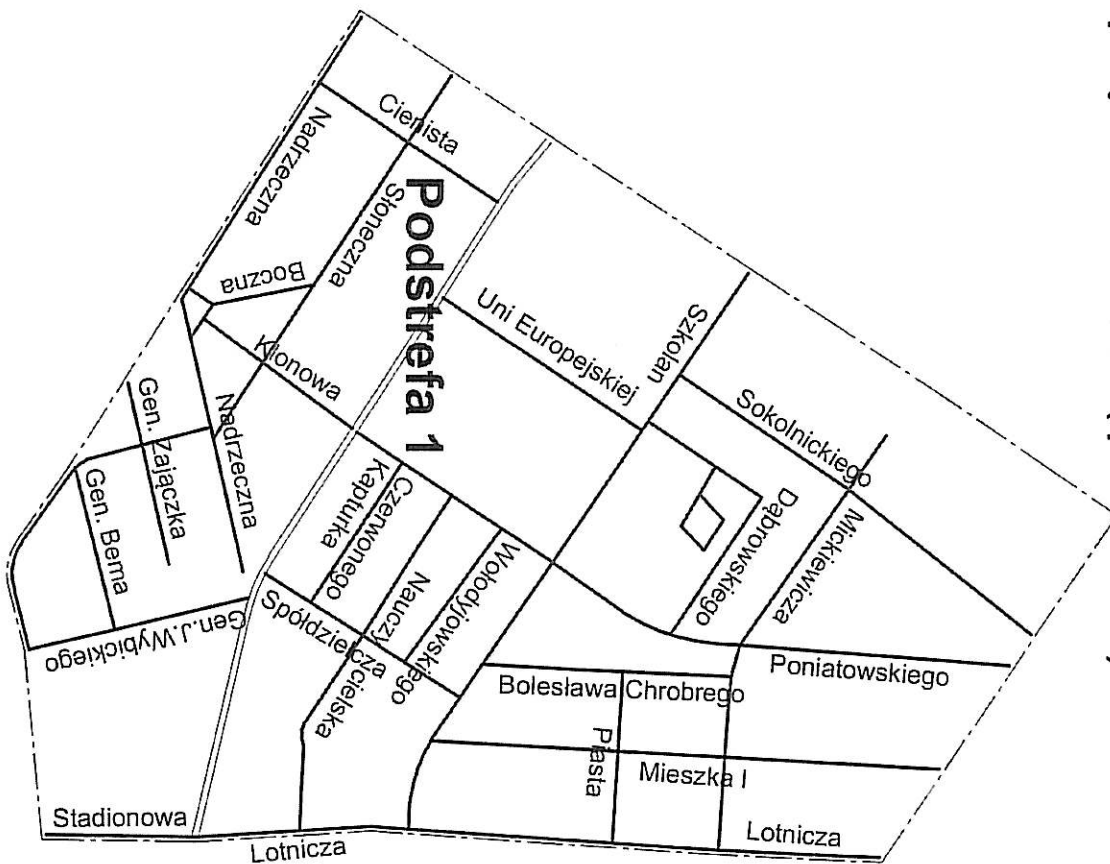 Cienista
Nadrzeczna
Słoneczna
Podstrefa 1
Boczna
Klonowa
Uni Europejskiej
Szkolan
Sokolnickiego
Mickiewicza
Dąbrowskiego
Nadrzeczna
Gen. Zajączka
Gen. Bema
Gen.J.Wybickiego
Czerwonego
Kapturka
Nauczycielska
Wołodyjowskiego
Spółdzielcza
Bolesława Chrobrego
Poniatowskiego
Piasta
Mieszka I
Stadionowa
Lotnicza
Lotnicza